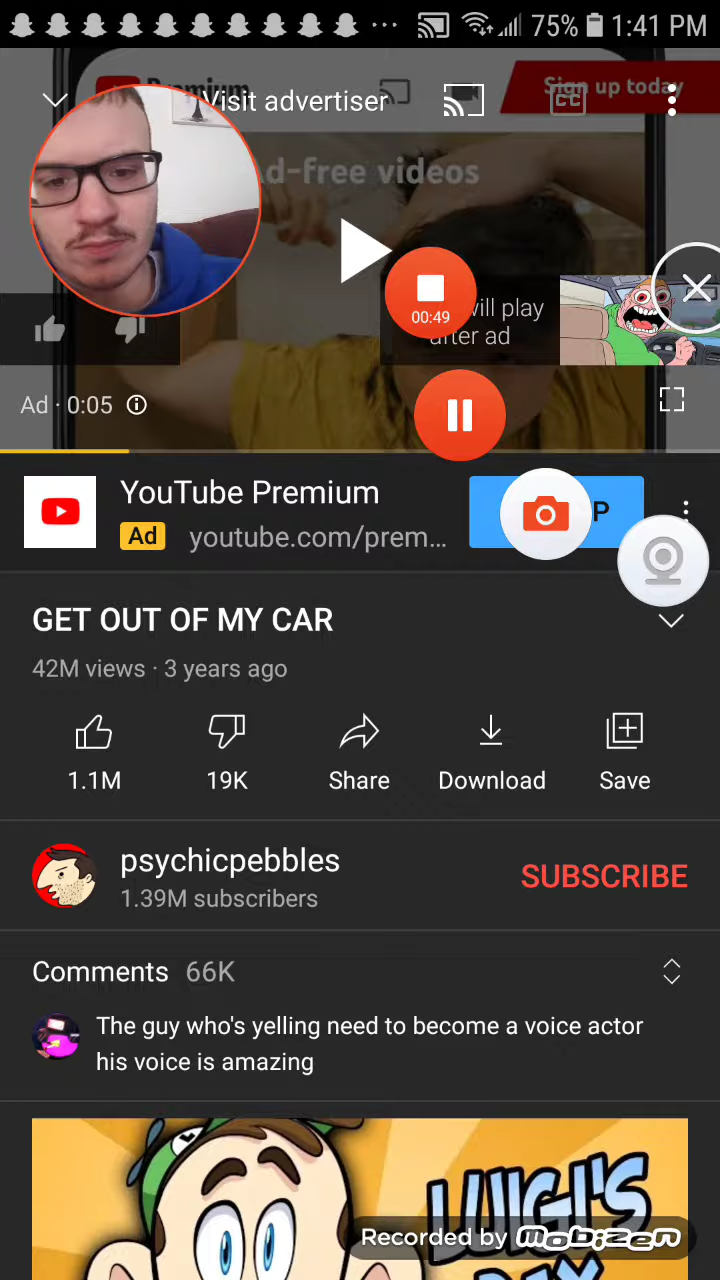 75% 1:41 PM
Premium
Visit advertiser
CC
Sign up today
d-free videos
00:49
will play
after ad
Ad · 0:05
YouTube Premium
P
Ad youtube.com/prem...
GET OUT OF MY CAR
42M views · 3 years ago
1.1M 19K Share Download Save
psychicpebbles
SUBSCRIBE
1.39M subscribers
Comments 66K
The guy who's yelling need to become a voice actor
his voice is amazing
LUIGI'S
Recorded by mobizen